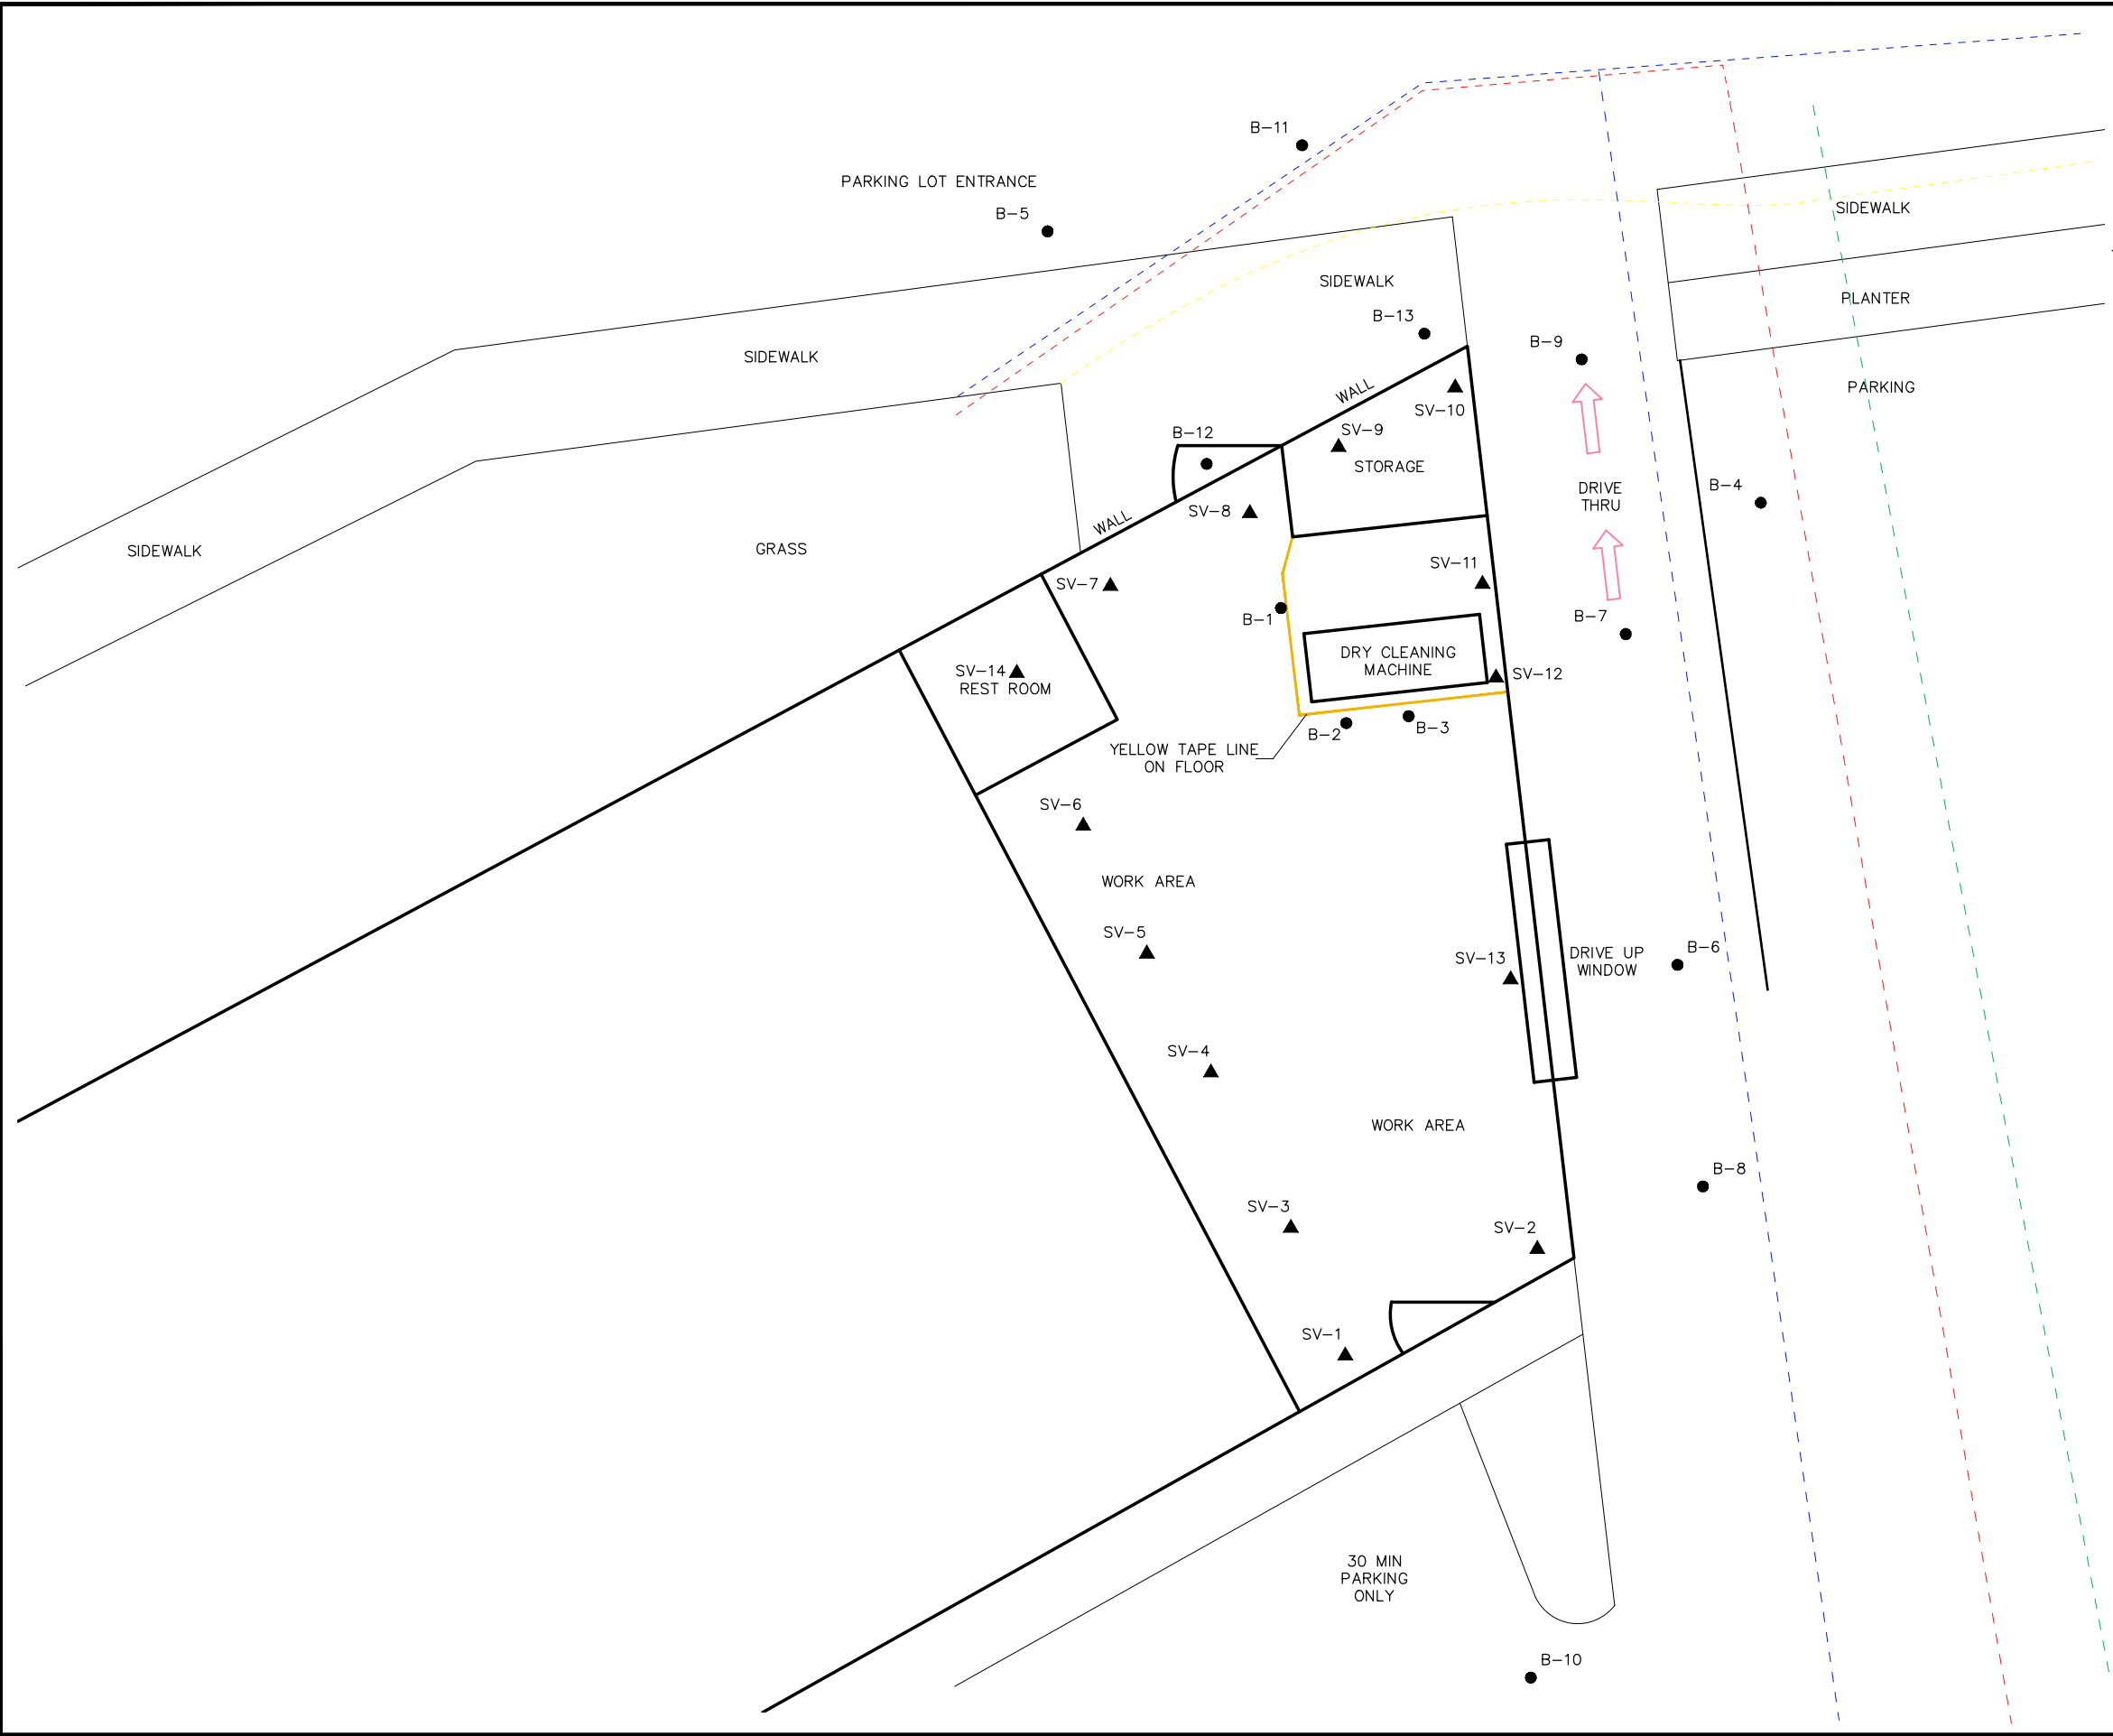 B-11
PARKING LOT ENTRANCE
B-5
SIDEWALK
SIDEWALK
PLANTER
B-13
B-9
SIDEWALK
PARKING
WALL
SV-10
SV-9
B-12
STORAGE
DRIVE
THRU
B-4
SV-8
WALL
SIDEWALK
GRASS
SV-11
SV-7
B-1
B-7
DRY CLEANING
MACHINE
SV-12
SV-14
REST ROOM
B-2
B-3
YELLOW TAPE LINE
ON FLOOR
SV-6
WORK AREA
SV-5
SV-13
DRIVE UP
WINDOW
B-6
SV-4
WORK AREA
B-8
SV-3
SV-2
SV-1
30 MIN
PARKING
ONLY
B-10